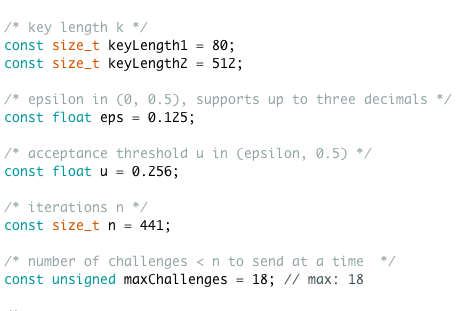 /* key length k */
const size_t keyLength1 = 80;
const size_t keyLength2 = 512;
/* epsilon in (0, 0.5), supports up to three decimals */
const float eps = 0.125;
/* acceptance threshold u in (epsilon, 0.5) */
const float u = 0.256;
/* iterations n */
const size_t n = 441;
/* number of challenges < n to send at a time  */
const unsigned maxChallenges = 18; // max: 18